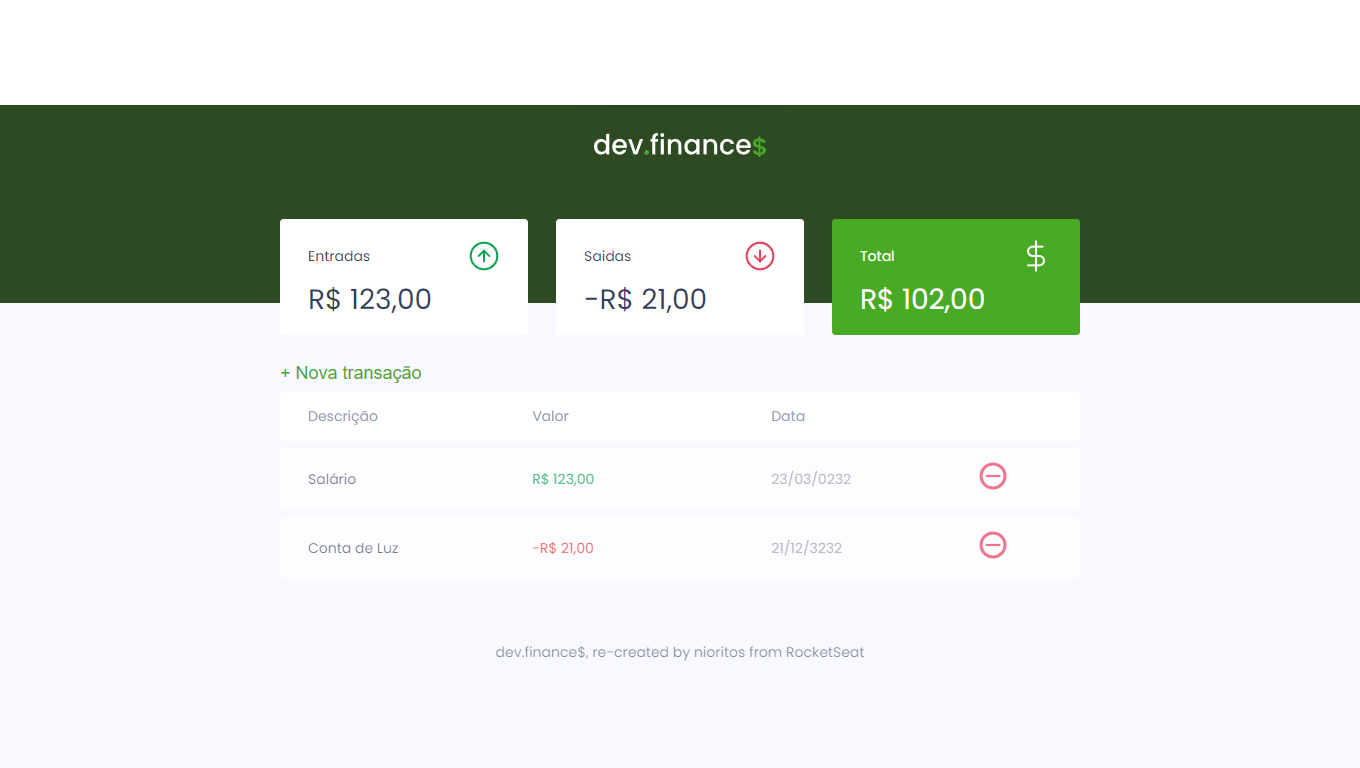 dev.finance$
Entradas
Saidas
Total
R$ 123,00
-R$ 21,00
R$ 102,00
+ Nova transação
Descrição Valor Data
Salário R$ 123,00 23/03/0232
Conta de Luz -R$ 21,00 21/12/3232
dev.finance$, re-created by nioritos from RocketSeat